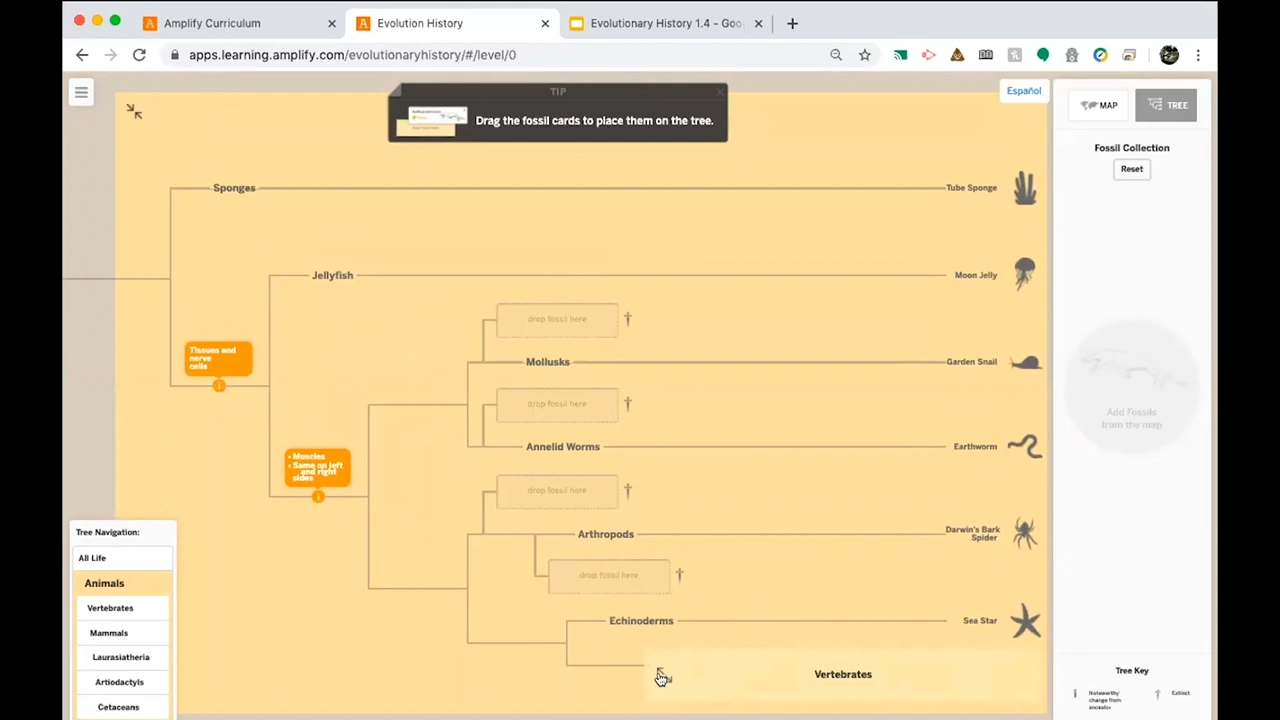 Amplify Curriculum
Evolution History
Evolutionary History 1.4 - Goo
apps.learning.amplify.com/evolutionaryhistory/#/level/0
TIP
Drag the fossil cards to place them on the tree.
Español
MAP
TREE
Fossil Collection
Reset
Sponges
Tube Sponge
Jellyfish
Moon Jelly
drop fossil here
Tissues and
nerve
cells
Mollusks
Garden Snail
drop fossil here
Add Fossils
from the map
Annelid Worms
Earthworm
• Muscles
• Same on left
and right
sides
drop fossil here
Arthropods
Darwin's Bark
Spider
drop fossil here
Echinoderms
Sea Star
Vertebrates
Tree Navigation:
All Life
Animals
Vertebrates
Mammals
Laurasiatheria
Artiodactyls
Cetaceans
Tree Key
i
Noteworthy
change from
ancestor
†
Extinct